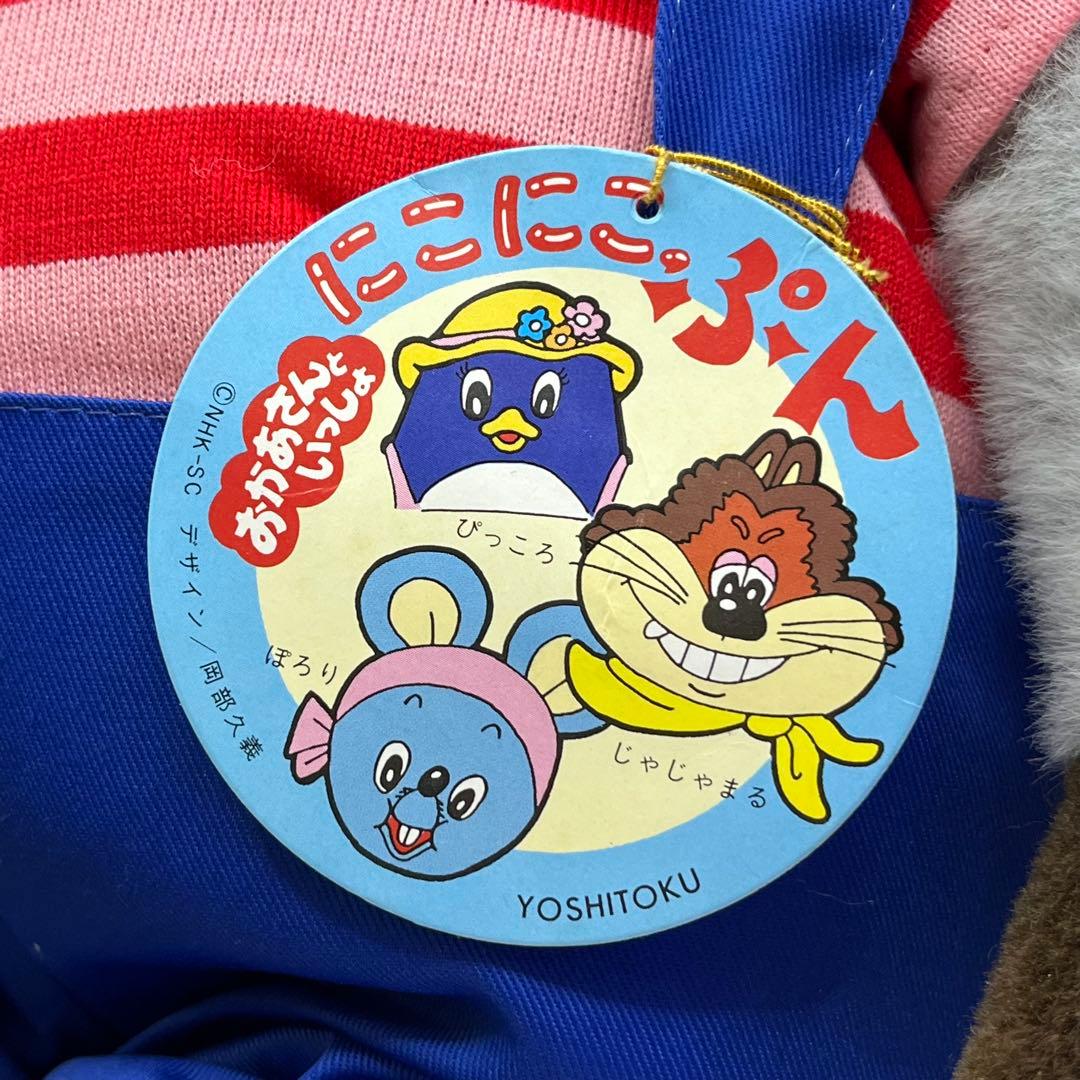 にこにこ、ぷん
おかあさんと
いっしょ
©NHK-SC デザイン/岡部久義
ぴっころ
ぽろり
じゃじゃまる
YOSHITOKU